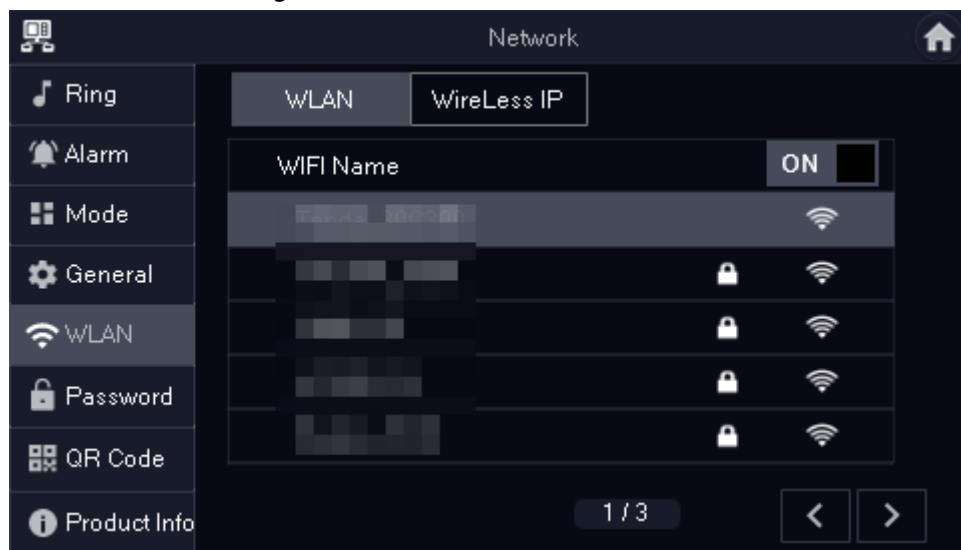 Network
Ring
Alarm
Mode
General
WLAN
Password
QR Code
Product Info
WLAN
WireLess IP
WIFI Name
ON
1 / 3